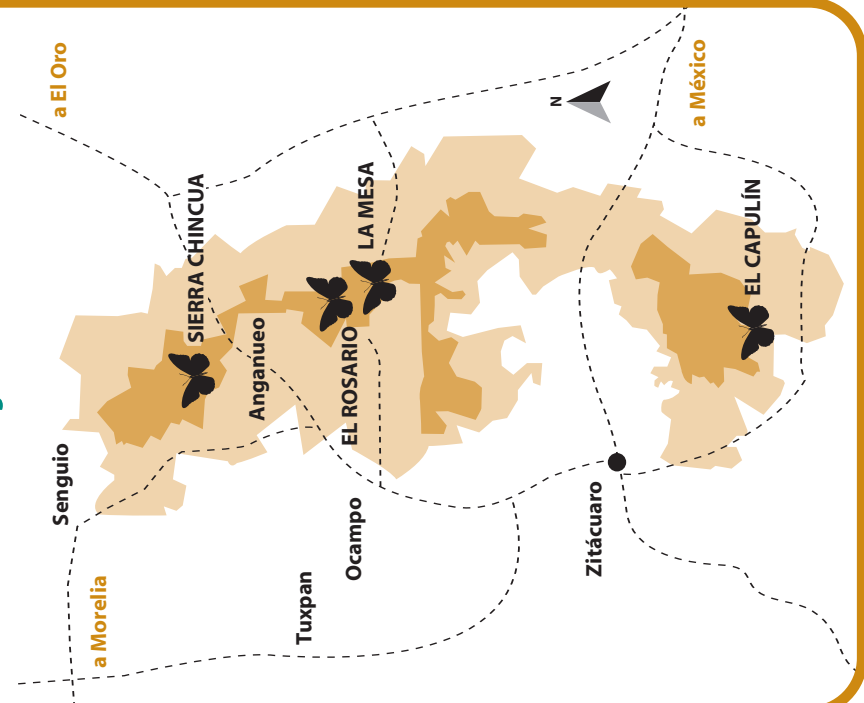 a El Oro
SIERRA CHINCUA
Anganueo
Senguio
a Morelia
LA MESA
EL ROSARIO
Ocampo
Tuxpan
N
a México
EL CAPULÍN
Zitácuaro